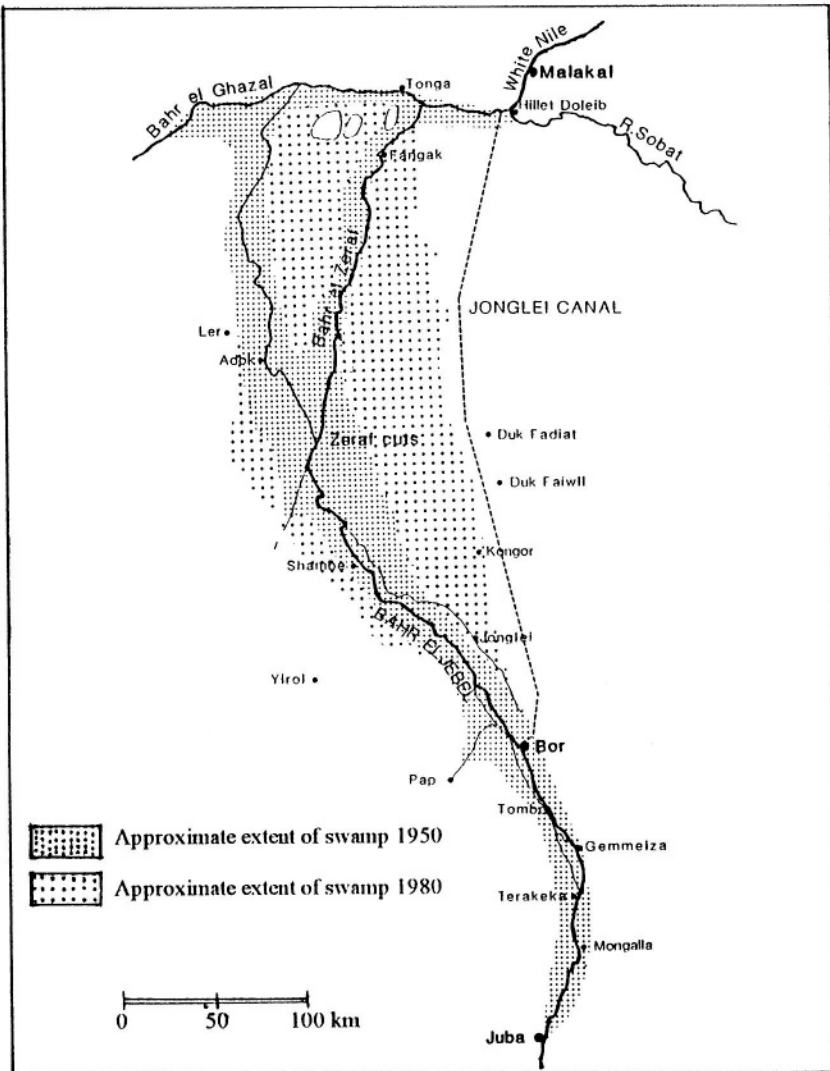 White Nile
Malakal
Bahr el Ghazal
Tonga
Hillet Doleib
R. Sobat
Fangak
Bahr el Zeraf
JONGLEI CANAL
Ler
Adok
Zeraf cuts
Duk Fadiat
Duk Faiwil
Kongor
Shambe
BAHR EL JEBEL
Jonglei
Yirol
Bor
Pap
Tombe
Gemmeiza
Terakeka
Mongalla
Juba
Approximate extent of swamp 1950
Approximate extent of swamp 1980
0 50 100 km